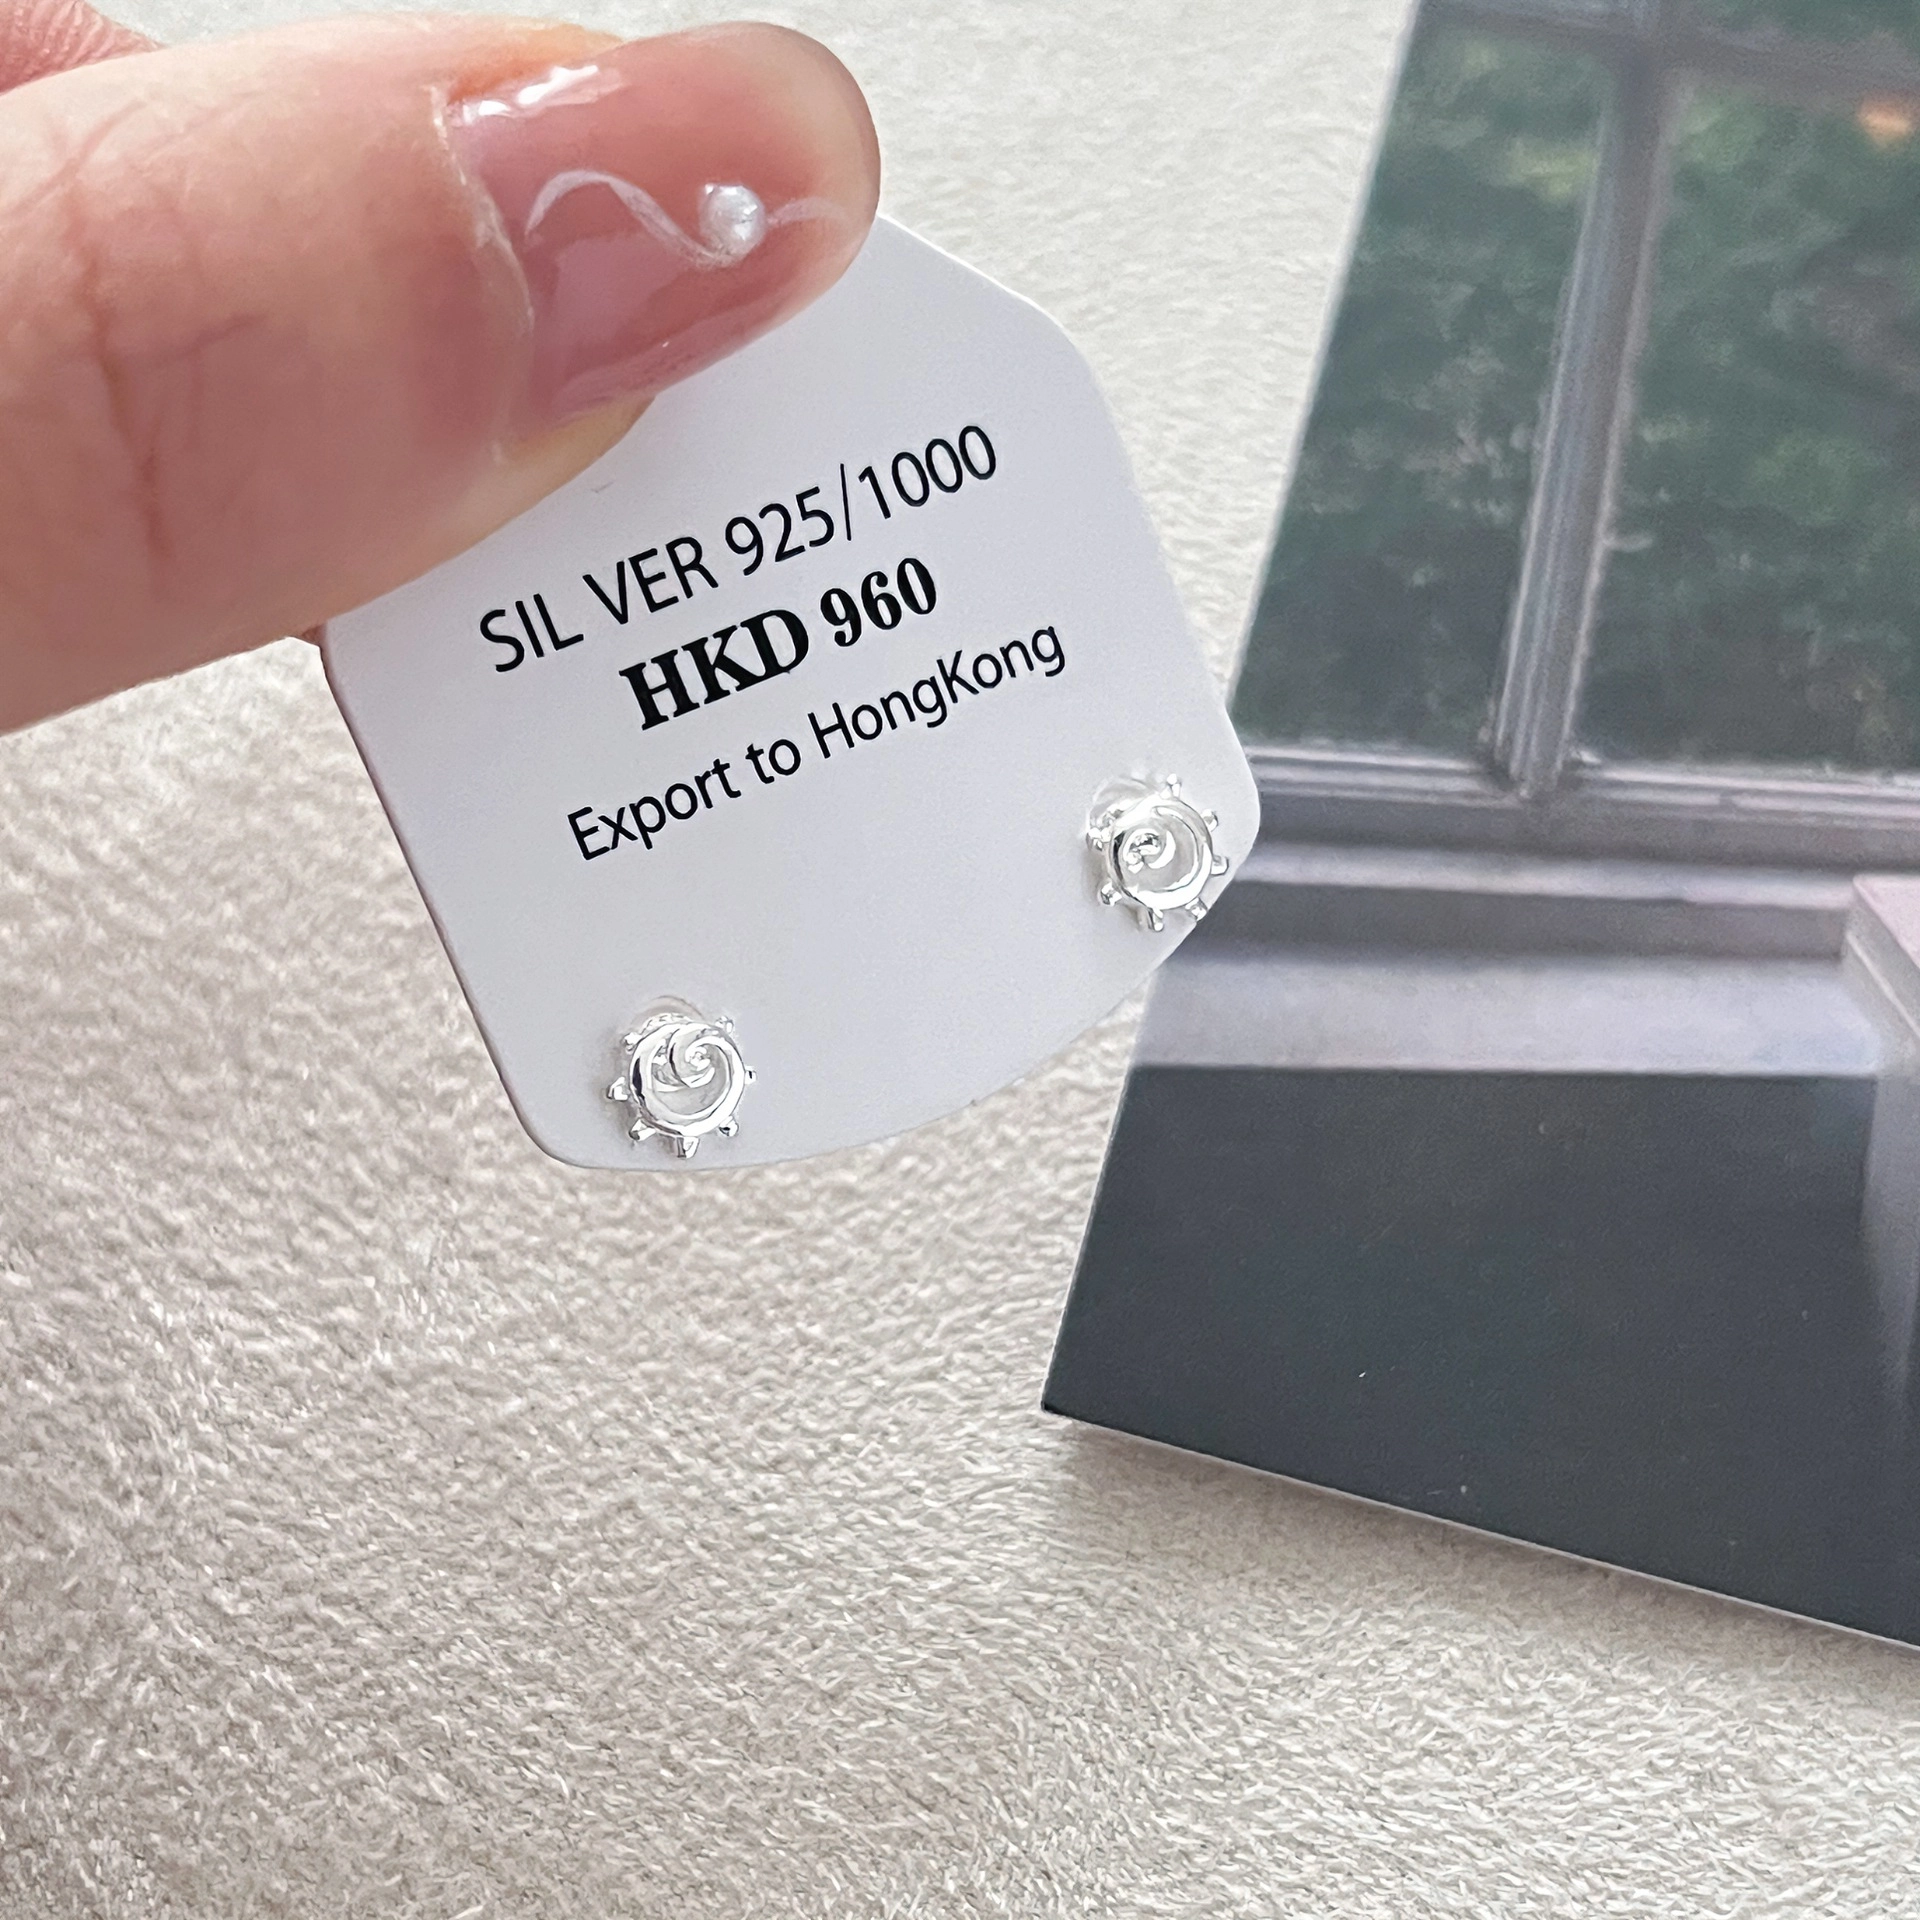 SIL VER 925/1000
HKD 960
Export to HongKong